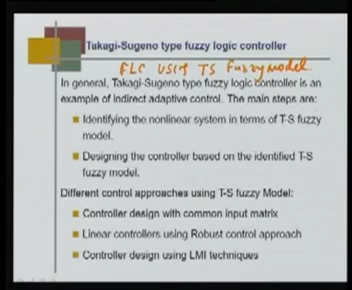 Takagi-Sugeno type fuzzy logic controller
FLC USING TS Fuzzy model
In general, Takagi-Sugeno type fuzzy logic controller is an
example of indirect adaptive control. The main steps are:
Identifying the nonlinear system in terms of T-S fuzzy
model.
Designing the controller based on the identified T-S
fuzzy model.
Different control approaches using T-S fuzzy Model:
Controller design with common input matrix
Linear controllers using Robust control approach
Controller design using LMI techniques